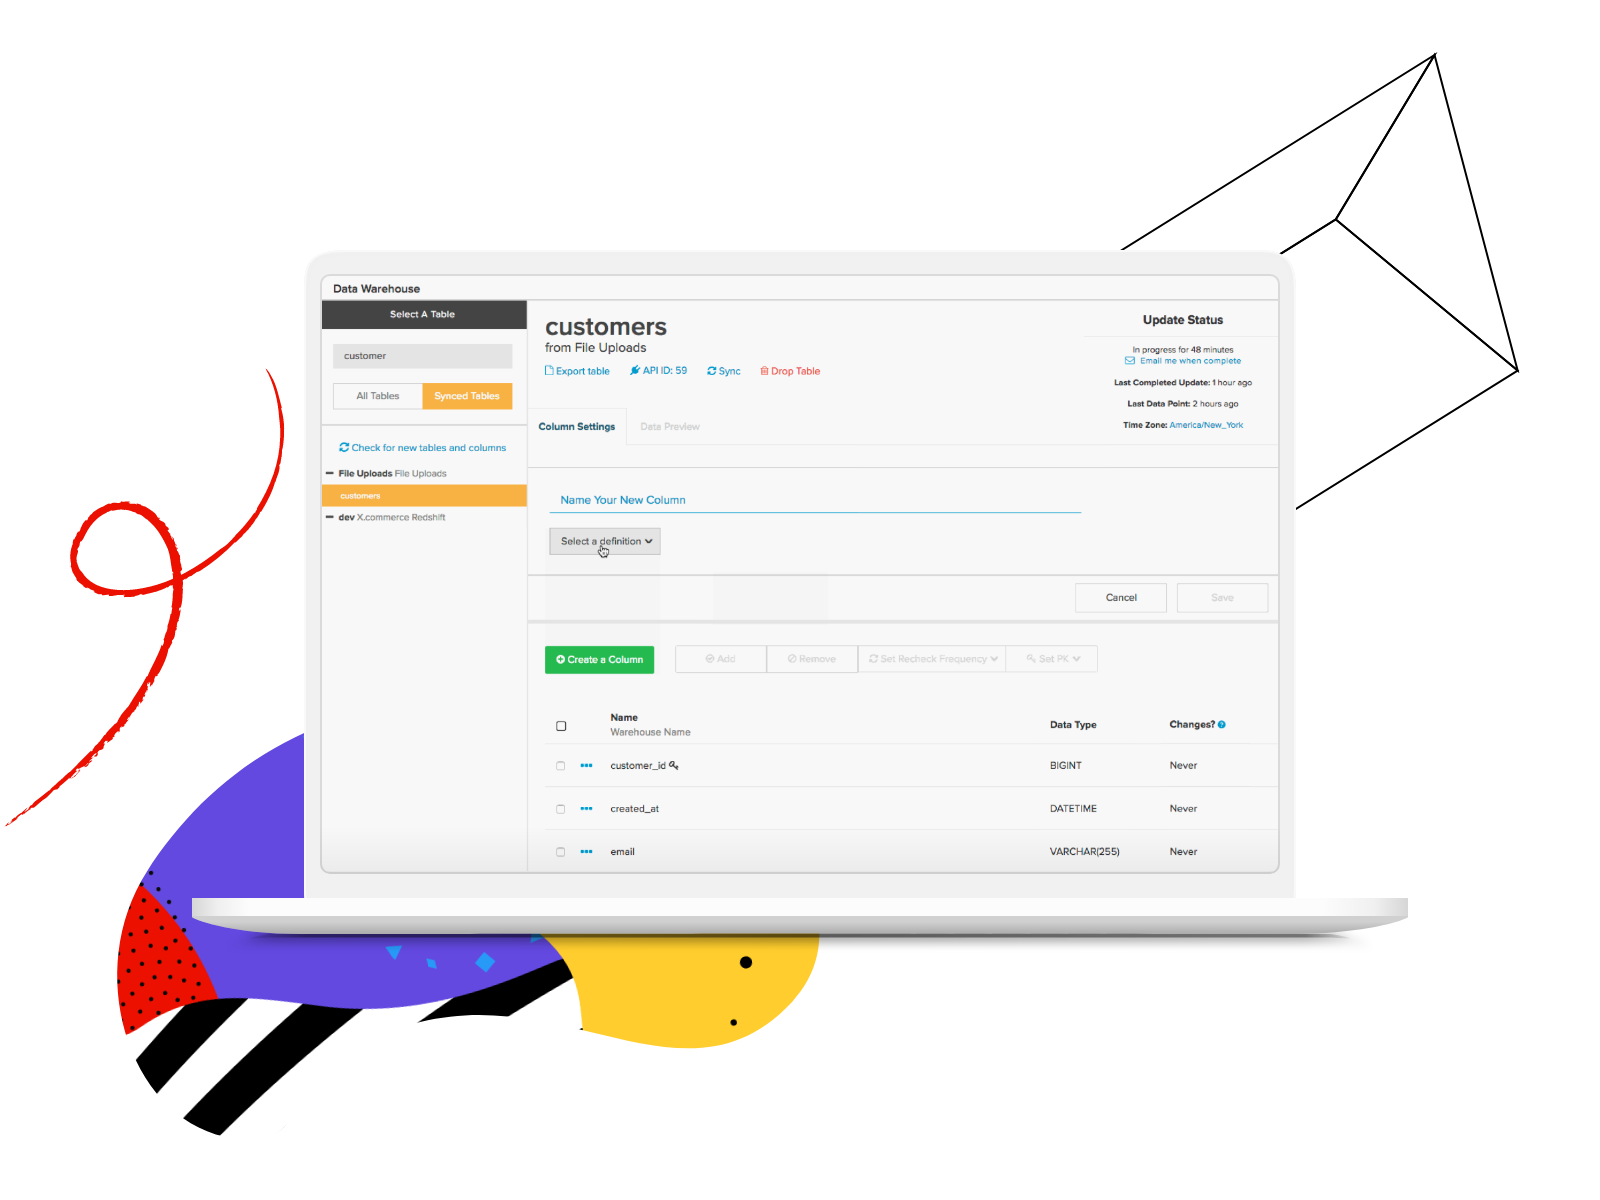 Data Warehouse
Select A Table
customer
All Tables
Synced Tables
Check for new tables and columns
File Uploads File Uploads
customers
dev X.commerce Redshift
customers
from File Uploads
Export table
API ID: 59
Sync
Drop Table
Update Status
In progress for 48 minutes
Email me when complete
Last Completed Update: 1 hour ago
Last Data Point: 2 hours ago
Time Zone: America/New_York
Column Settings
Data Preview
Name Your New Column
Select a definition
Cancel
Save
Create a Column
Add
Remove
Set Recheck Frequency
Set PK
Name
Warehouse Name
Data Type
Changes?
customer_id
BIGINT
Never
created_at
DATETIME
Never
email
VARCHAR(255)
Never